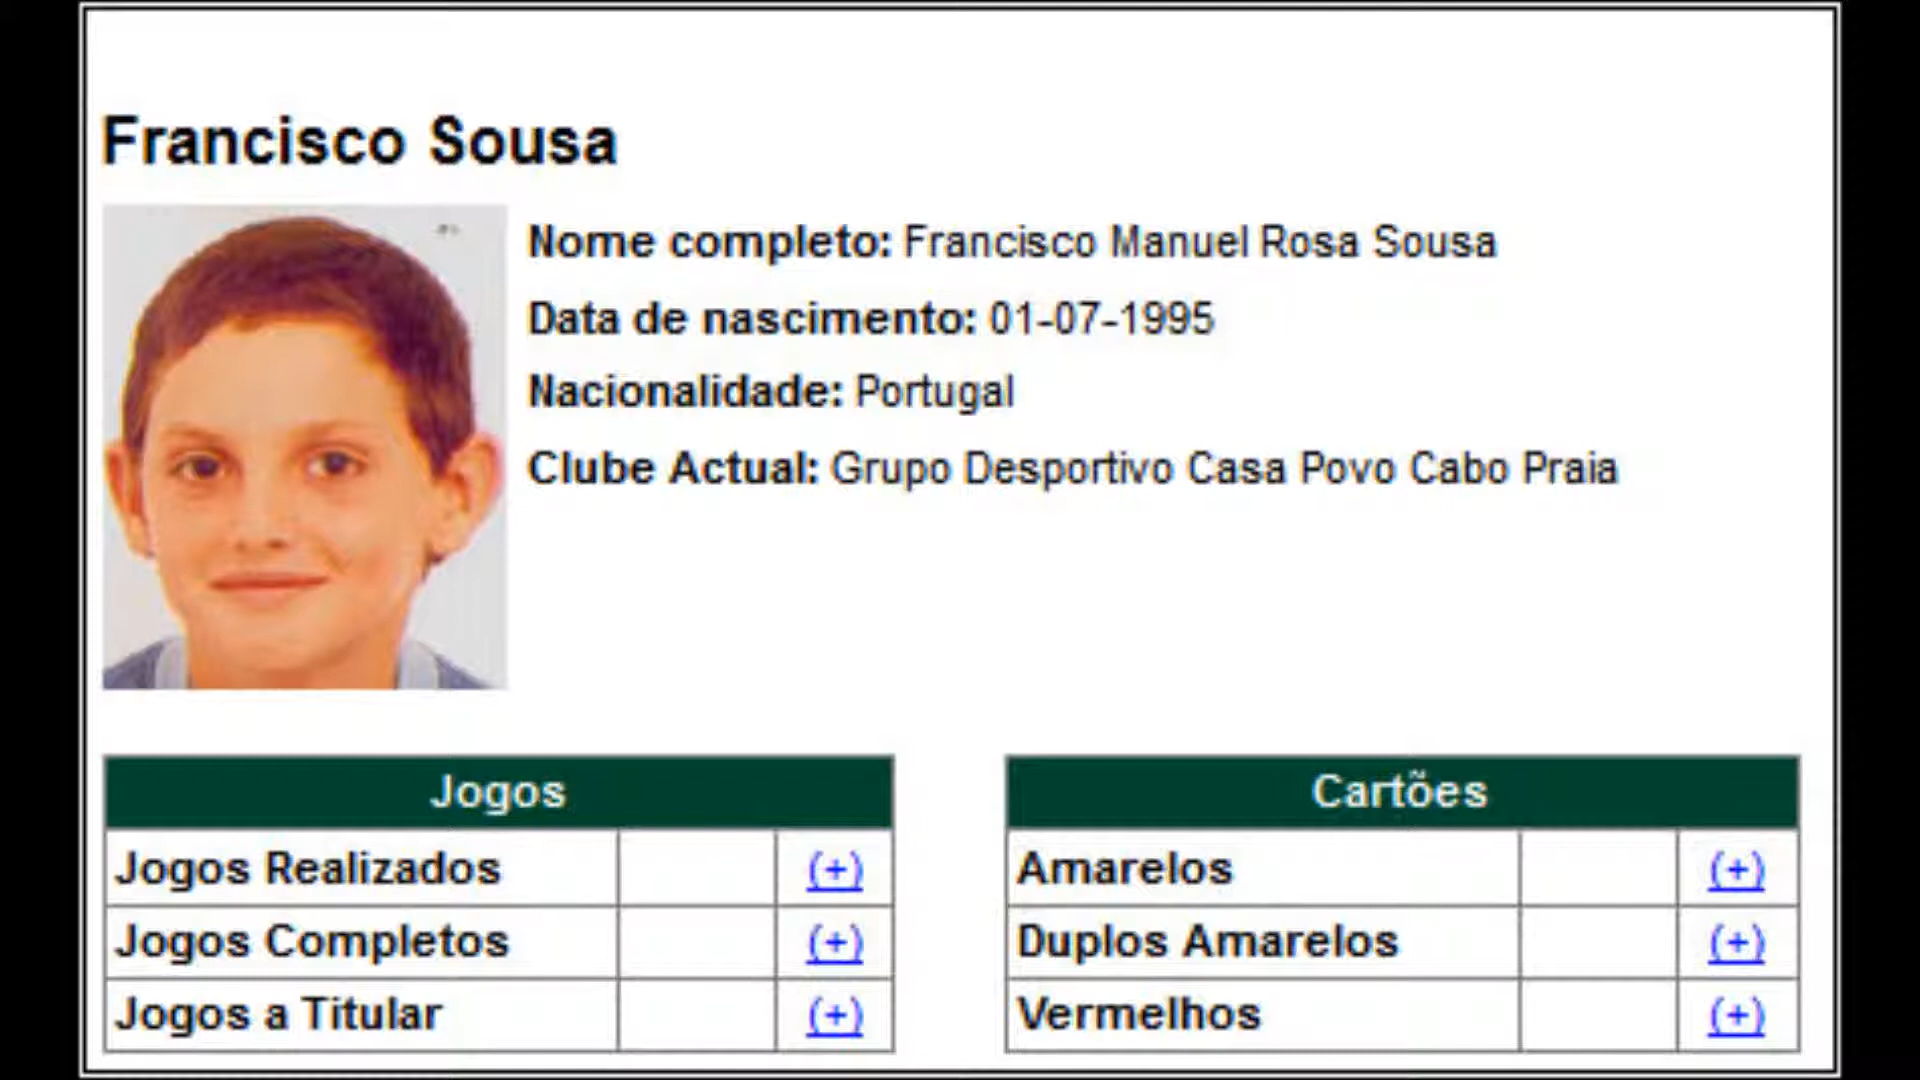 Francisco Sousa
Nome completo: Francisco Manuel Rosa Sousa
Data de nascimento: 01-07-1995
Nacionalidade: Portugal
Clube Actual: Grupo Desportivo Casa Povo Cabo Praia
Jogos
Jogos Realizados (+)
Jogos Completos (+)
Jogos a Titular (+)
Cartões
Amarelos (+)
Duplos Amarelos (+)
Vermelhos (+)